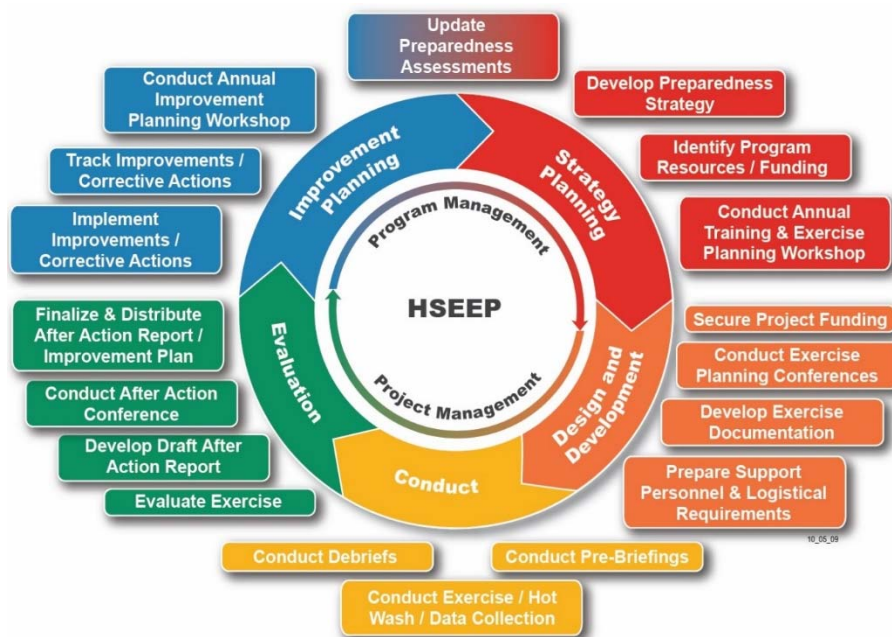 Update
Preparedness
Assessments
Develop Preparedness
Strategy
Identify Program
Resources / Funding
Conduct Annual
Training & Exercise
Planning Workshop
Secure Project Funding
Conduct Exercise
Planning Conferences
Develop Exercise
Documentation
Prepare Support
Personnel & Logistical
Requirements
10_05_09
Conduct Pre-Briefings
Conduct Exercise / Hot
Wash / Data Collection
Conduct Debriefs
Evaluate Exercise
Develop Draft After
Action Report
Conduct After Action
Conference
Finalize & Distribute
After Action Report /
Improvement Plan
Implement
Improvements /
Corrective Actions
Track Improvements /
Corrective Actions
Conduct Annual
Improvement
Planning Workshop
Strategy
Planning
Design and
Development
Conduct
Evaluation
Improvement
Planning
Program Management
HSEEP
Project Management